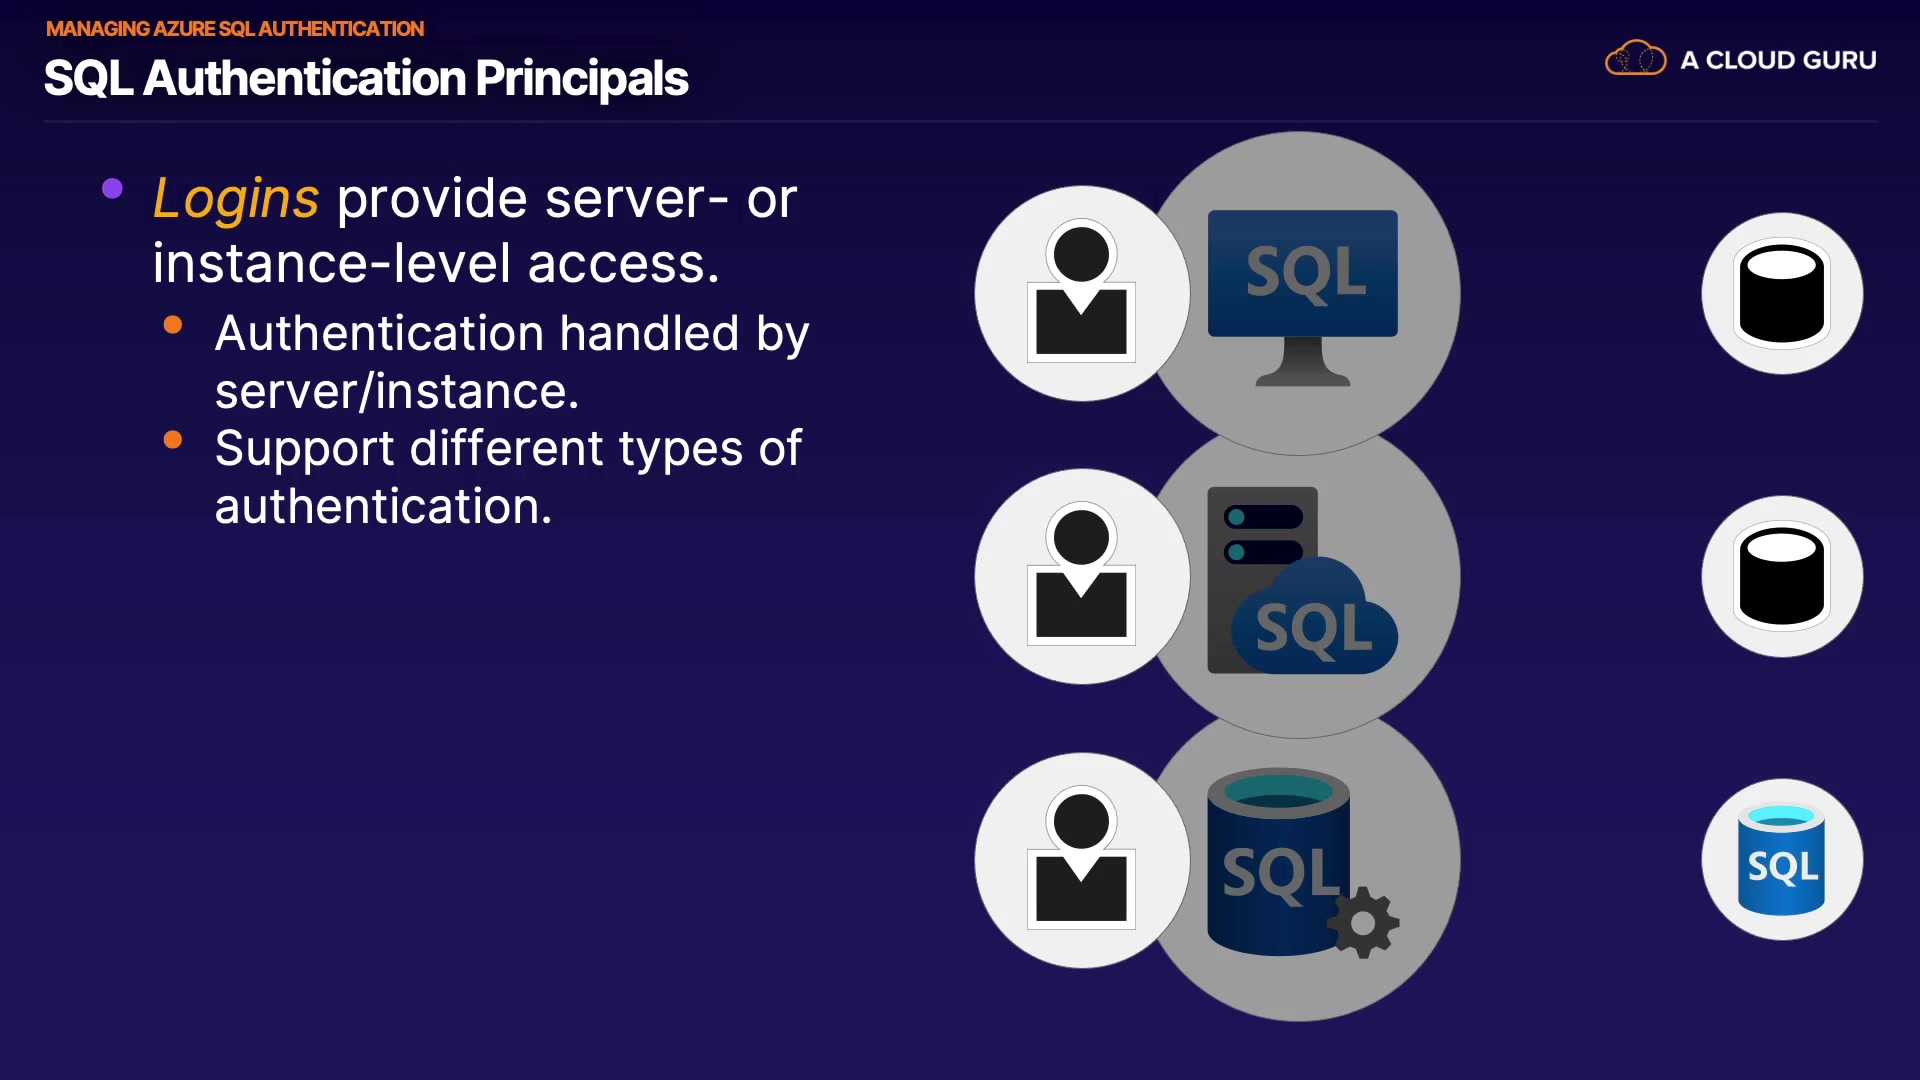 MANAGING AZURE SQL AUTHENTICATION
SQL Authentication Principals
A CLOUD GURU
Logins provide server- or
instance-level access.
Authentication handled by
server/instance.
Support different types of
authentication.
SQL
SQL
SQL
SQL